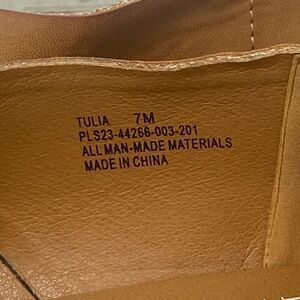 TULIA 7M
PLS23-44266-003-201
ALL MAN-MADE MATERIALS
MADE IN CHINA